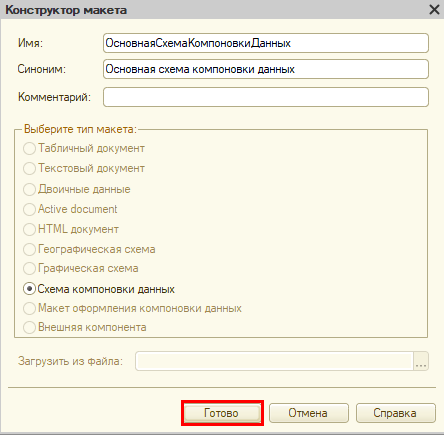 Конструктор макета
Имя: ОсновнаяСхемаКомпоновкиДанных
Синоним: Основная схема компоновки данных
Комментарий:
Выберите тип макета:
Табличный документ
Текстовый документ
Двоичные данные
Active document
HTML документ
Географическая схема
Графическая схема
Схема компоновки данных
Макет оформления компоновки данных
Внешняя компонента
Загрузить из файла: ...
Готово Отмена Справка